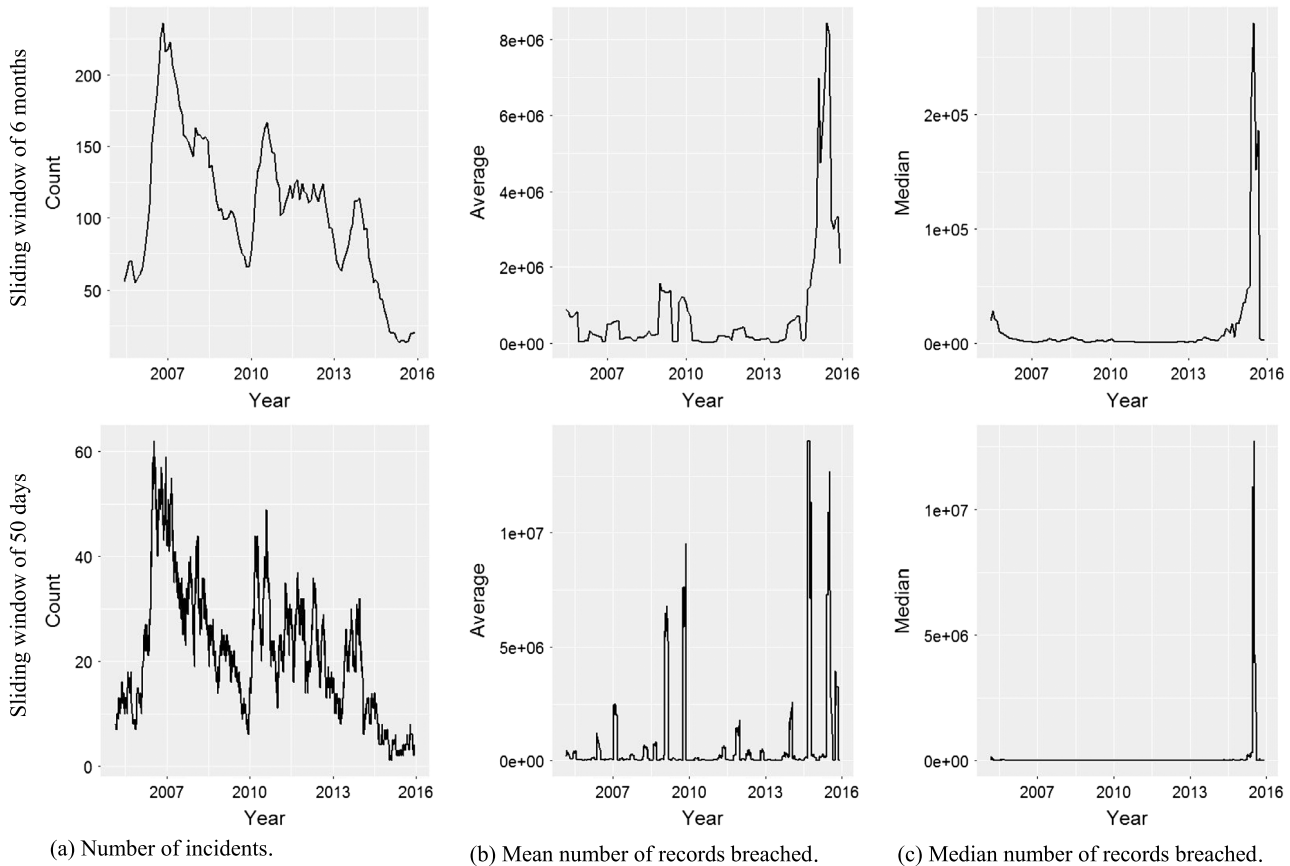 Sliding window of 6 months
Count
200
150
100
50
2007
2010
2013
2016
Year
Average
8e+06
6e+06
4e+06
2e+06
0e+00
2007
2010
2013
2016
Year
Median
2e+05
1e+05
0e+00
2007
2010
2013
2016
Year
Sliding window of 50 days
Count
60
40
20
0
2007
2010
2013
2016
Year
Average
1e+07
5e+06
0e+00
2007
2010
2013
2016
Year
Median
1e+07
5e+06
0e+00
2007
2010
2013
2016
Year
(a) Number of incidents.
(b) Mean number of records breached.
(c) Median number of records breached.